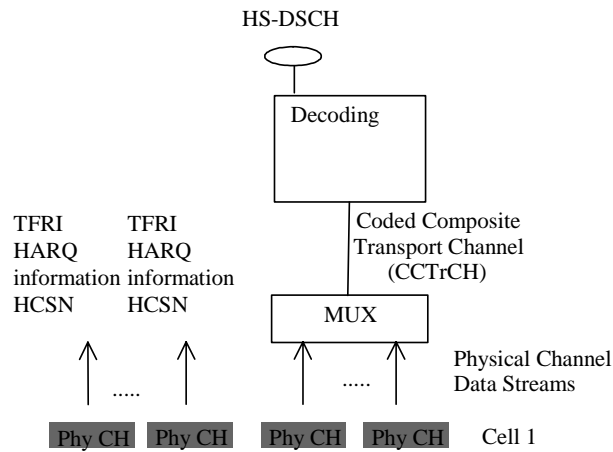 HS-DSCH
Decoding
TFRI
HARQ
information
HCSN
TFRI
HARQ
information
HCSN
Coded Composite
Transport Channel
(CCTrCH)
MUX
Physical Channel
Data Streams
.....
.....
Phy CH
Phy CH
Phy CH
Phy CH
Cell 1